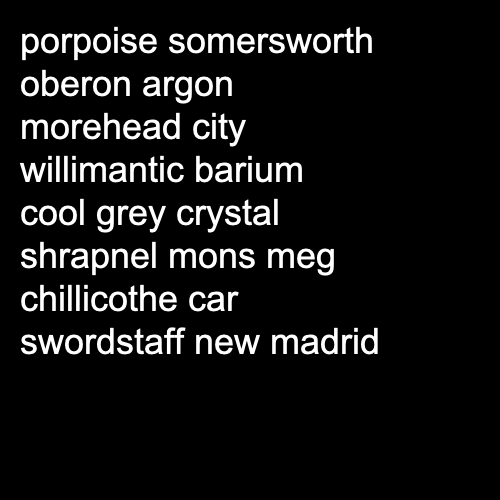 porpoise somersworth
oberon argon
morehead city
willimantic barium
cool grey crystal
shrapnel mons meg
chillicothe car
swordstaff new madrid